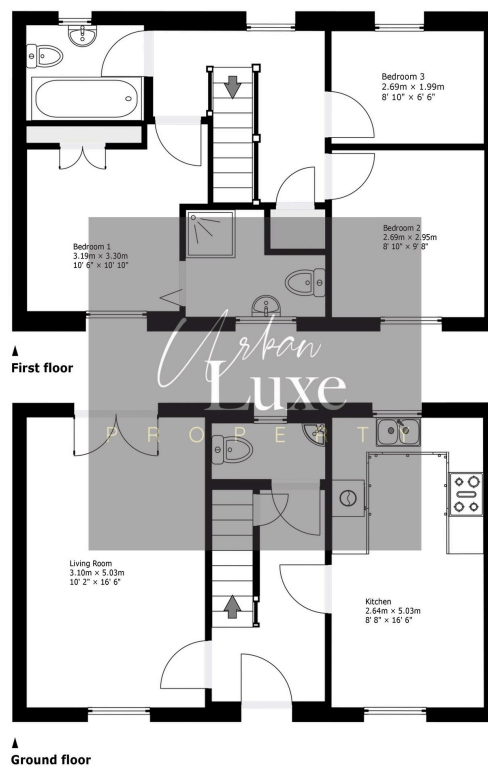 Bedroom 3
2.69m × 1.99m
8' 10" × 6' 6"
Bedroom 1
3.19m × 3.30m
10' 6" × 10' 10"
Bedroom 2
2.69m × 2.95m
8' 10" × 9' 8"
First floor
Urban
Luxe
PROPERTY
Living Room
3.10m × 5.03m
10' 2" × 16' 6"
Kitchen
2.64m × 5.03m
8' 8" × 16' 6"
Ground floor